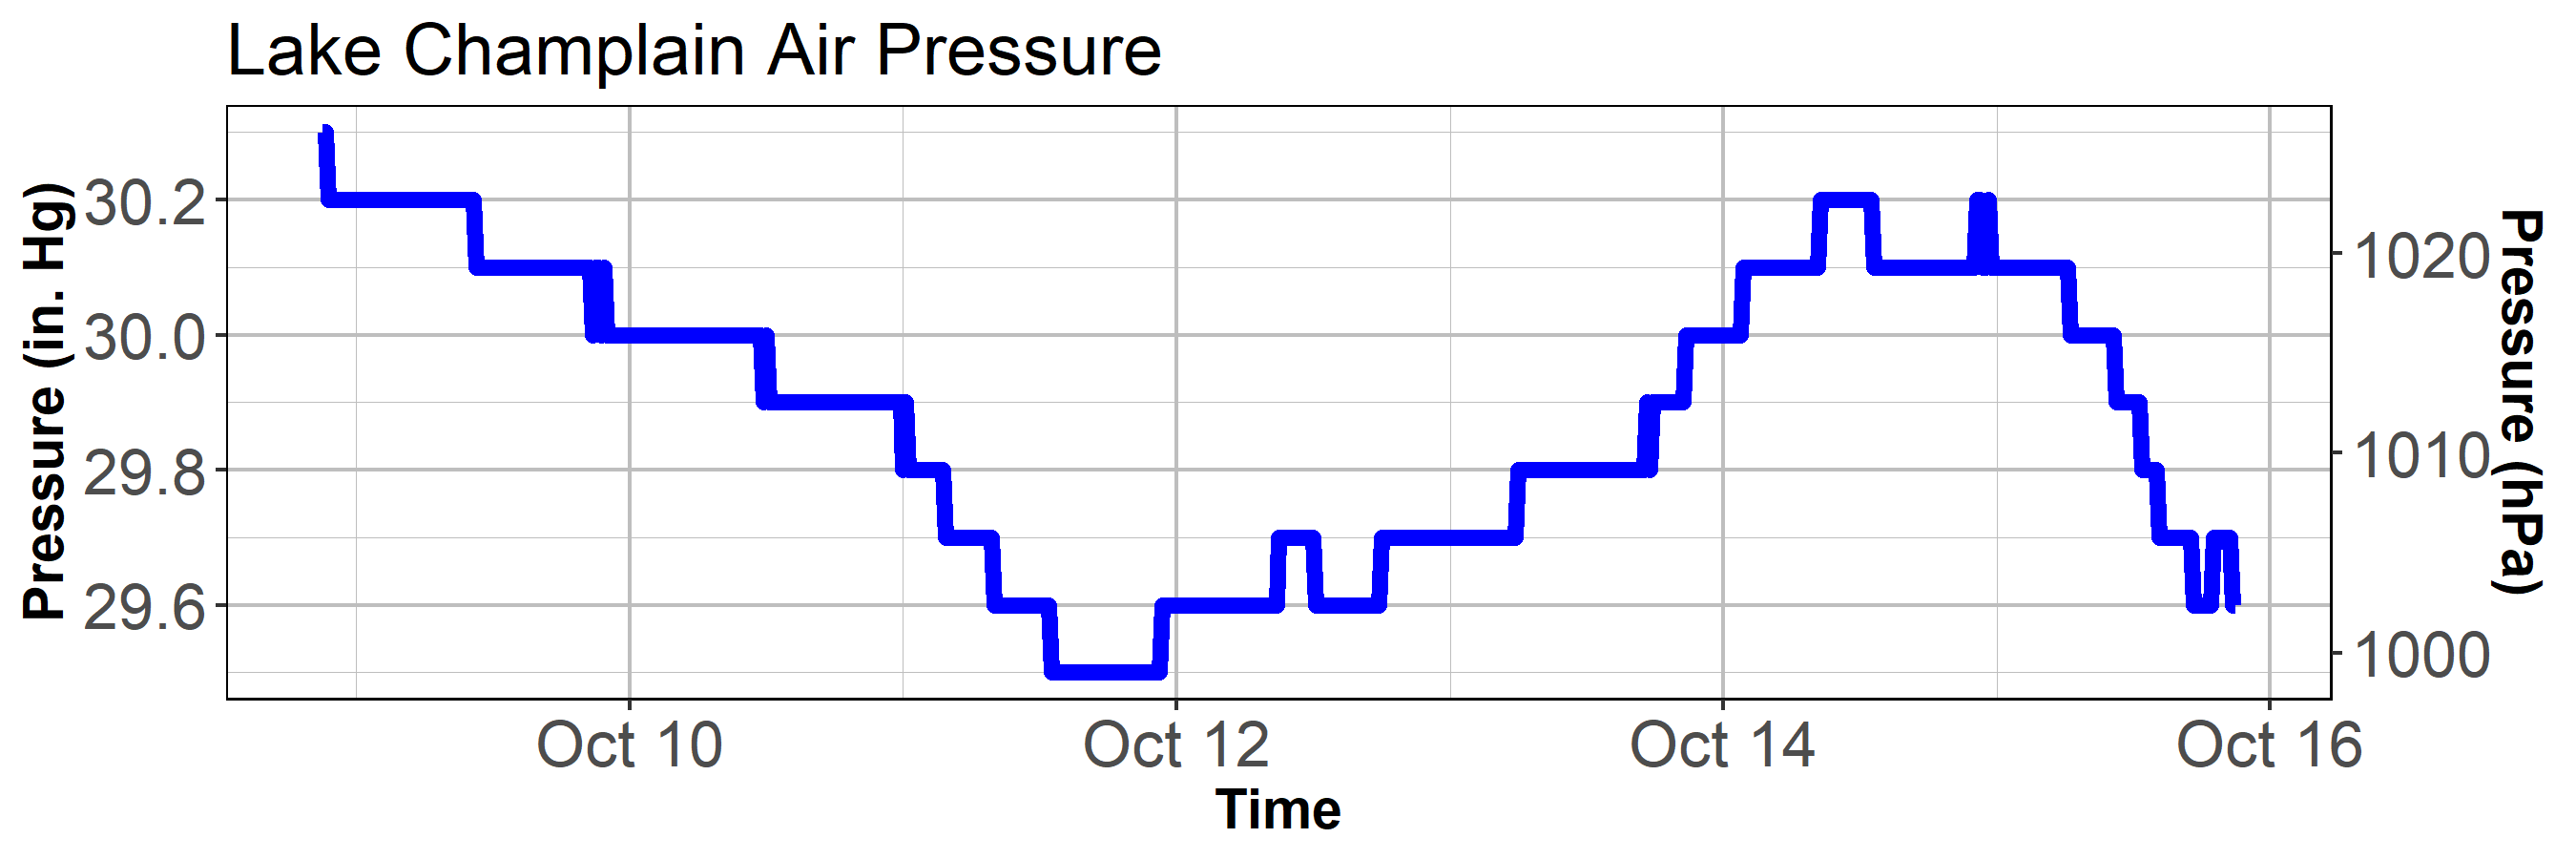 Lake Champlain Air Pressure
Pressure (in. Hg)
30.2
30.0
29.8
29.6
1020
1010
1000
Pressure (hPa)
Oct 10 Oct 12 Oct 14 Oct 16
Time